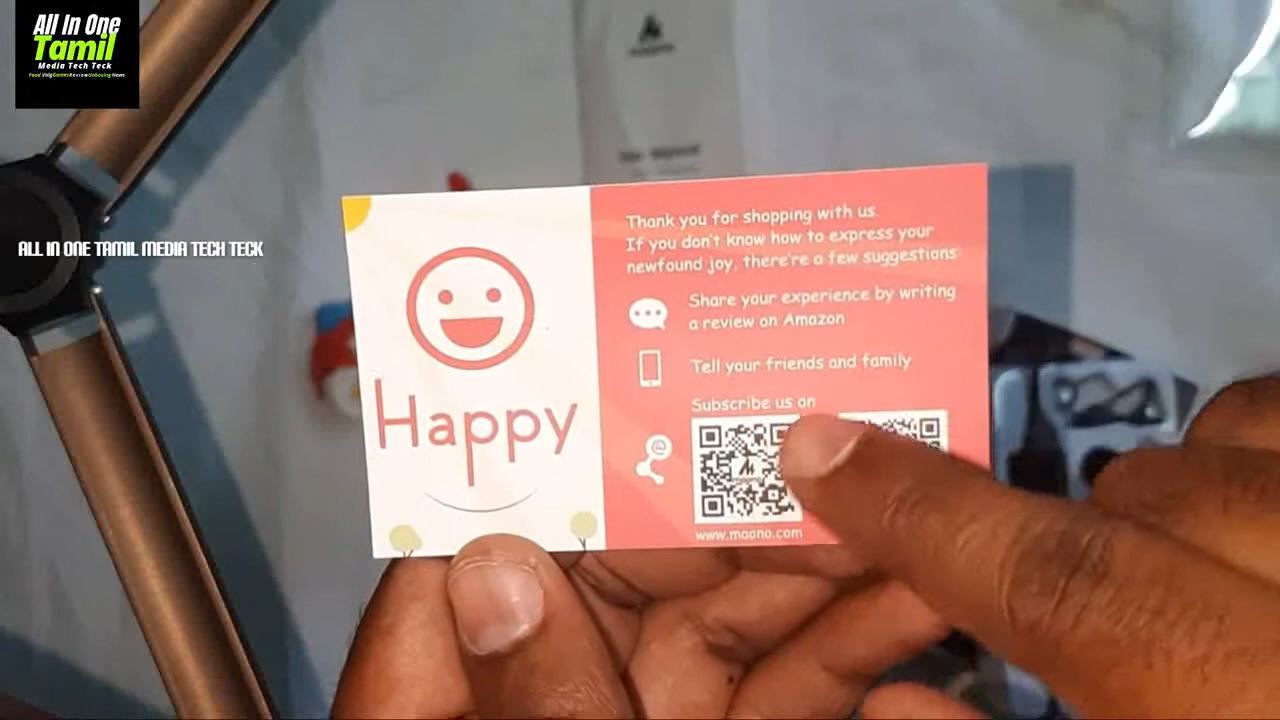 All In One
Tamil
Media Tech Teck
ALL IN ONE TAMIL MEDIA TECH TECK
Thank you for shopping with us.
If you don't know how to express your
newfound joy, there're a few suggestions:
Share your experience by writing
a review on Amazon
Tell your friends and family
Subscribe us on
Happy
www.maono.com